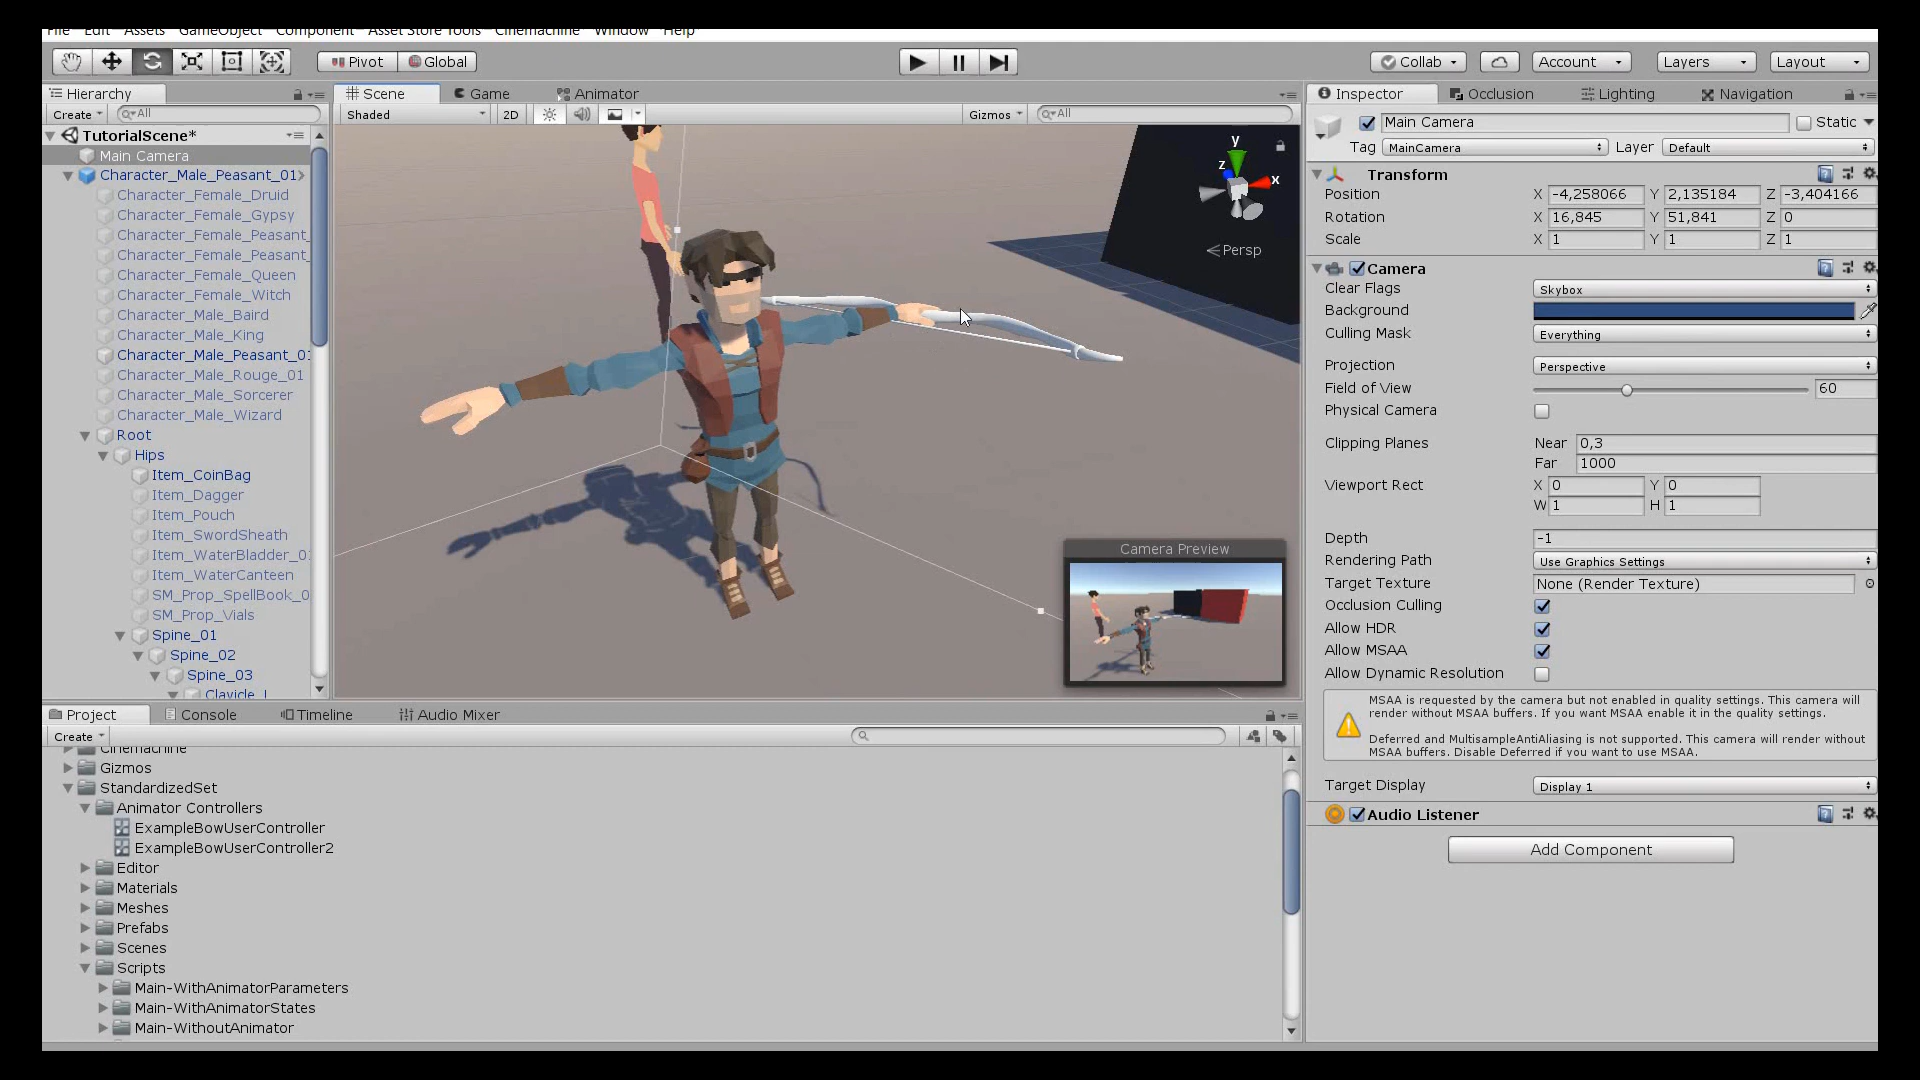 File Edit Assets GameObject Component Asset Store Tools Cinemachine Window Help
Pivot Global Collab Account Layers Layout
Hierarchy
Create All
TutorialScene*
Main Camera
Character_Male_Peasant_01
Character_Female_Druid
Character_Female_Gypsy
Character_Female_Peasant_
Character_Female_Peasant_
Character_Female_Queen
Character_Female_Witch
Character_Male_Baird
Character_Male_King
Character_Male_Peasant_01
Character_Male_Rouge_01
Character_Male_Sorcerer
Character_Male_Wizard
Root
Hips
Item_CoinBag
Item_Dagger
Item_Pouch
Item_SwordSheath
Item_WaterBladder_01
Item_WaterCanteen
SM_Prop_SpellBook_0
SM_Prop_Vials
Spine_01
Spine_02
Spine_03
Clavicle_L
Scene Game Animator
Shaded 2D Gizmos All
y
z
x
Persp
Camera Preview
Inspector Occlusion Lighting Navigation
Main Camera Static
Tag MainCamera Layer Default
Transform
Position X -4,258066 Y 2,135184 Z -3,404166
Rotation X 16,845 Y 51,841 Z 0
Scale X 1 Y 1 Z 1
Camera
Clear Flags Skybox
Background
Culling Mask Everything
Projection Perspective
Field of View 60
Physical Camera
Clipping Planes Near 0,3
Far 1000
Viewport Rect X 0 Y 0
W 1 H 1
Depth -1
Rendering Path Use Graphics Settings
Target Texture None (Render Texture)
Occlusion Culling
Allow HDR
Allow MSAA
Allow Dynamic Resolution
MSAA is requested by the camera but not enabled in quality settings. This camera will
render without MSAA buffers. If you want MSAA enable it in the quality settings.
Deferred and MultisampleAntiAliasing is not supported. This camera will render without
MSAA buffers. Disable Deferred if you want to use MSAA.
Target Display Display 1
Audio Listener
Add Component
Project Console Timeline Audio Mixer
Create
Cinemachine
Gizmos
StandardizedSet
Animator Controllers
ExampleBowUserController
ExampleBowUserController2
Editor
Materials
Meshes
Prefabs
Scenes
Scripts
Main-WithAnimatorParameters
Main-WithAnimatorStates
Main-WithoutAnimator